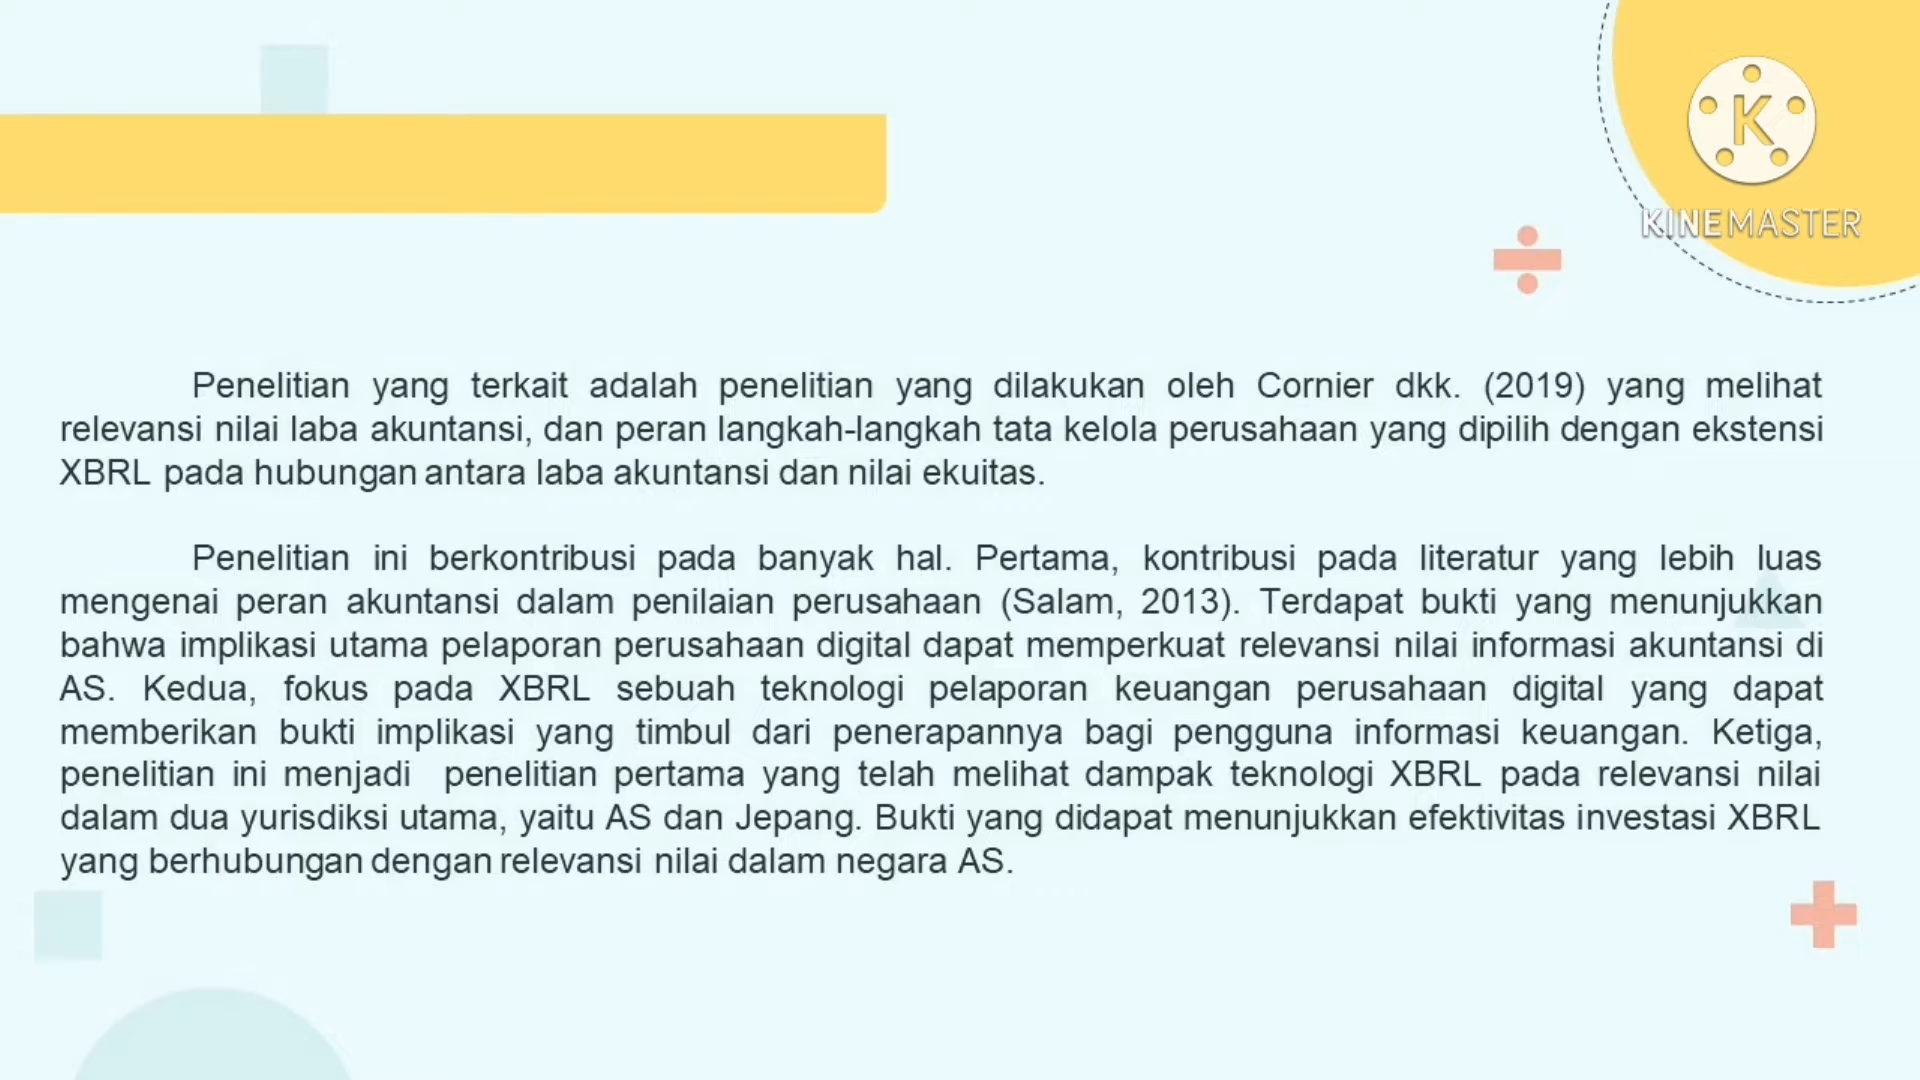 K
KINEMASTER
Penelitian yang terkait adalah penelitian yang dilakukan oleh Cornier dkk. (2019) yang melihat
relevansi nilai laba akuntansi, dan peran langkah-langkah tata kelola perusahaan yang dipilih dengan ekstensi
XBRL pada hubungan antara laba akuntansi dan nilai ekuitas.
Penelitian ini berkontribusi pada banyak hal. Pertama, kontribusi pada literatur yang lebih luas
mengenai peran akuntansi dalam penilaian perusahaan (Salam, 2013). Terdapat bukti yang menunjukkan
bahwa implikasi utama pelaporan perusahaan digital dapat memperkuat relevansi nilai informasi akuntansi di
AS. Kedua, fokus pada XBRL sebuah teknologi pelaporan keuangan perusahaan digital yang dapat
memberikan bukti implikasi yang timbul dari penerapannya bagi pengguna informasi keuangan. Ketiga,
penelitian ini menjadi penelitian pertama yang telah melihat dampak teknologi XBRL pada relevansi nilai
dalam dua yurisdiksi utama, yaitu AS dan Jepang. Bukti yang didapat menunjukkan efektivitas investasi XBRL
yang berhubungan dengan relevansi nilai dalam negara AS.